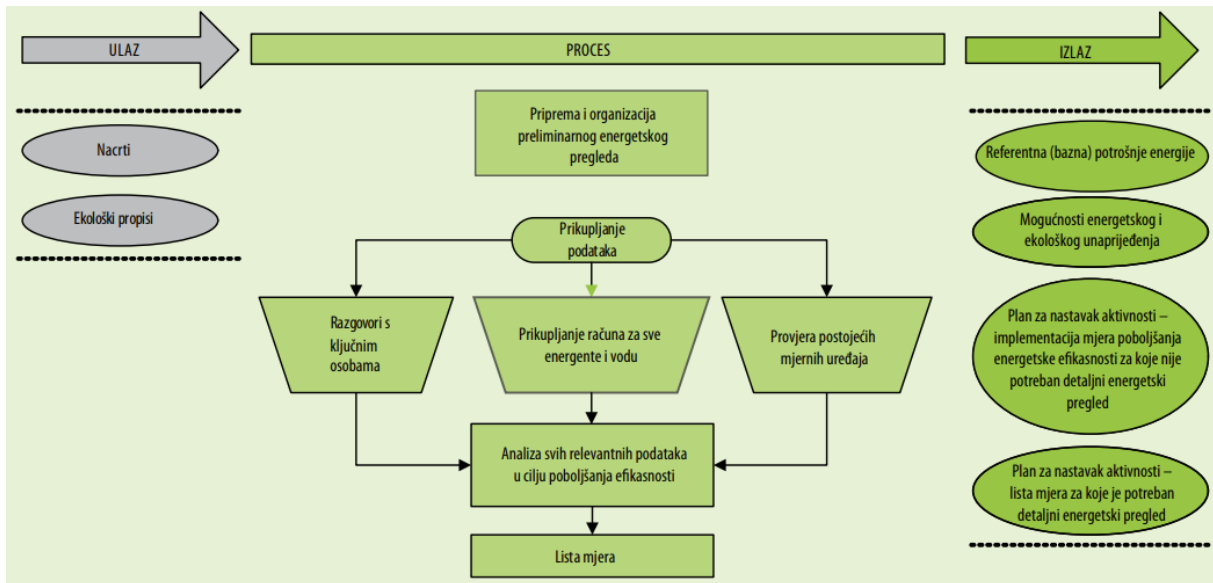 ULAZ
PROCES
IZLAZ
Nacrti
Ekološki propisi
Priprema i organizacija
preliminarnog energetskog
pregleda
Prikupljanje
podataka
Razgovori s
ključnim
osobama
Prikupljanje računa za sve
energente i vodu
Provjera postojećih
mjernih uređaja
Analiza svih relevantnih podataka
u cilju poboljšanja efikasnosti
Lista mjera
Referentna (bazna) potrošnje energije
Mogućnosti energetskog i
ekološkog unaprijeđenja
Plan za nastavak aktivnosti –
implementacija mjera poboljšanja
energetske efikasnosti za koje nije
potreban detaljni energetski
pregled
Plan za nastavak aktivnosti –
lista mjera za koje je potreban
detaljni energetski pregled